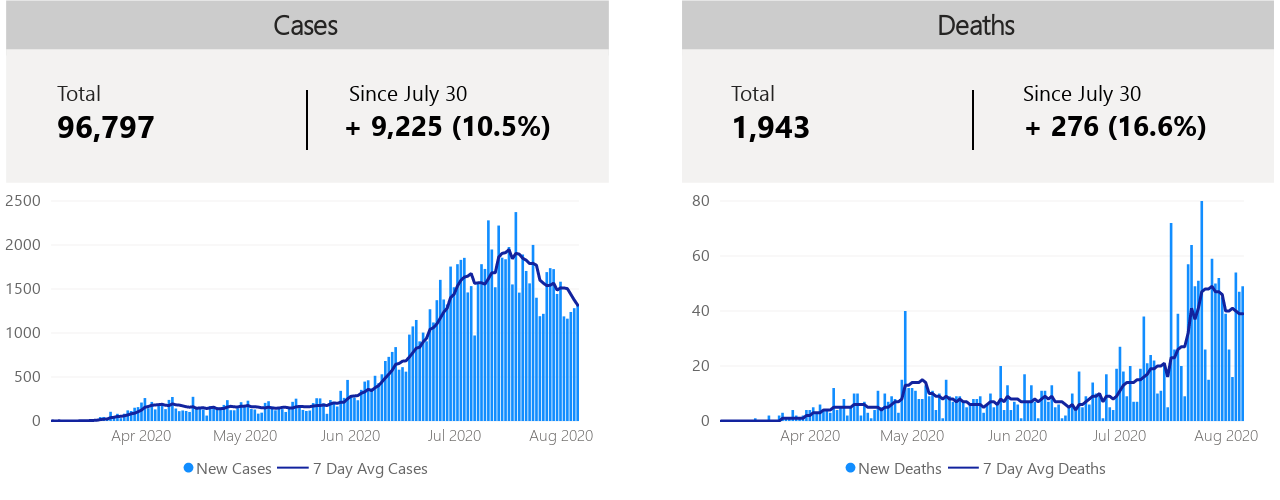 Cases
Total
Since July 30
96,797
+ 9,225 (10.5%)
2500
2000
1500
1000
500
0
Apr 2020 May 2020 Jun 2020 Jul 2020 Aug 2020
New Cases 7 Day Avg Cases
Deaths
Total
Since July 30
1,943
+ 276 (16.6%)
80
60
40
20
0
Apr 2020 May 2020 Jun 2020 Jul 2020 Aug 2020
New Deaths 7 Day Avg Deaths